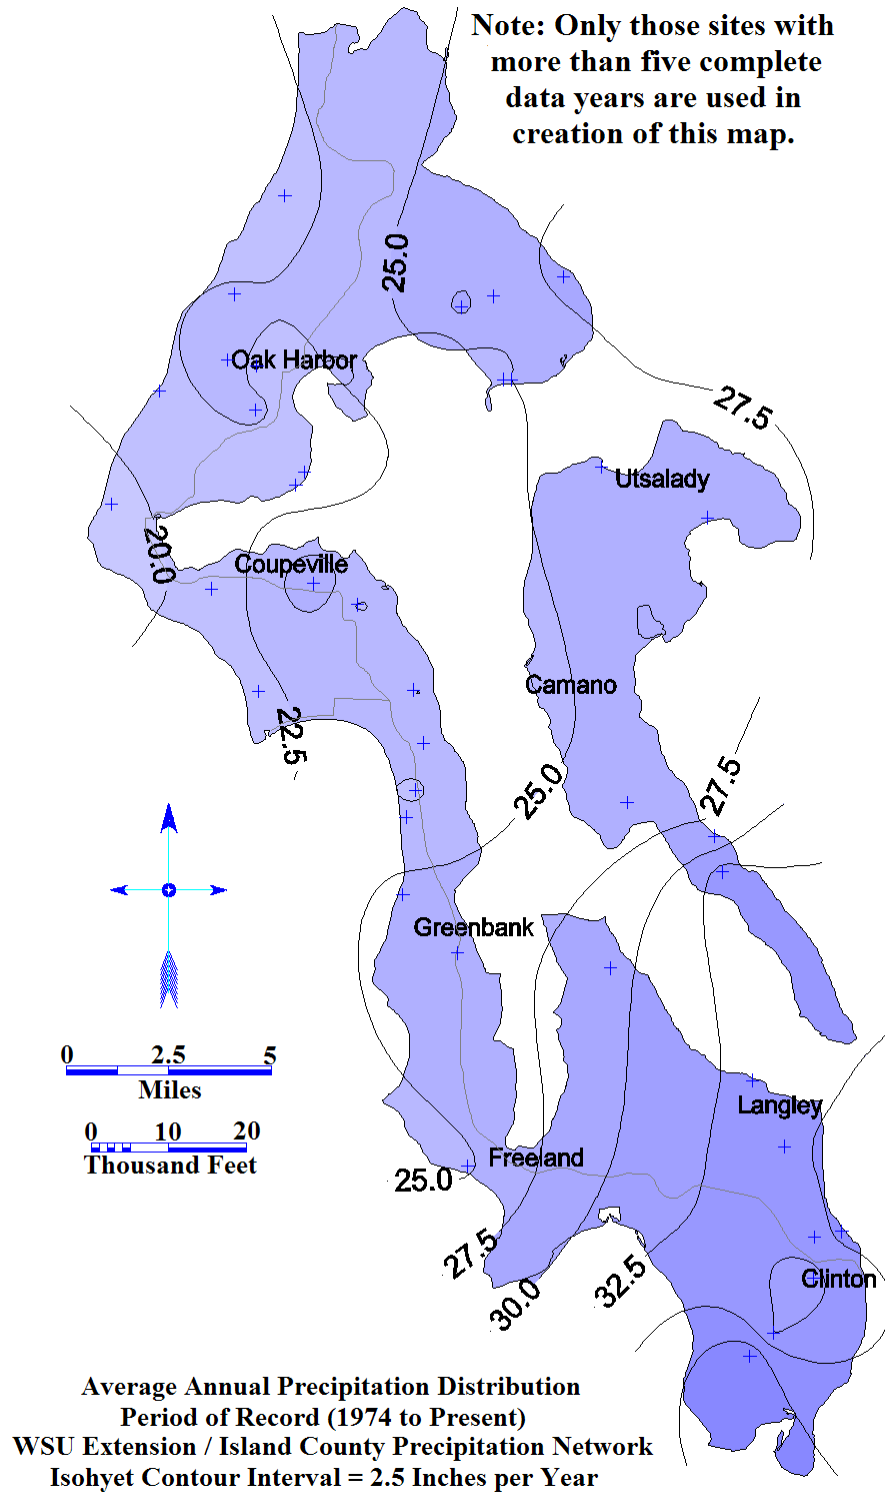 Note: Only those sites with
more than five complete
data years are used in
creation of this map.
25.0
Oak Harbor
27.5
Utsalady
20.0
Coupeville
Camano
22.5
25.0
27.5
Greenbank
0 2.5 5
Miles
Langley
0 10 20
Thousand Feet
Freeland
25.0
27.5
30.0
32.5
Clinton
Average Annual Precipitation Distribution
Period of Record (1974 to Present)
WSU Extension / Island County Precipitation Network
Isohyet Contour Interval = 2.5 Inches per Year